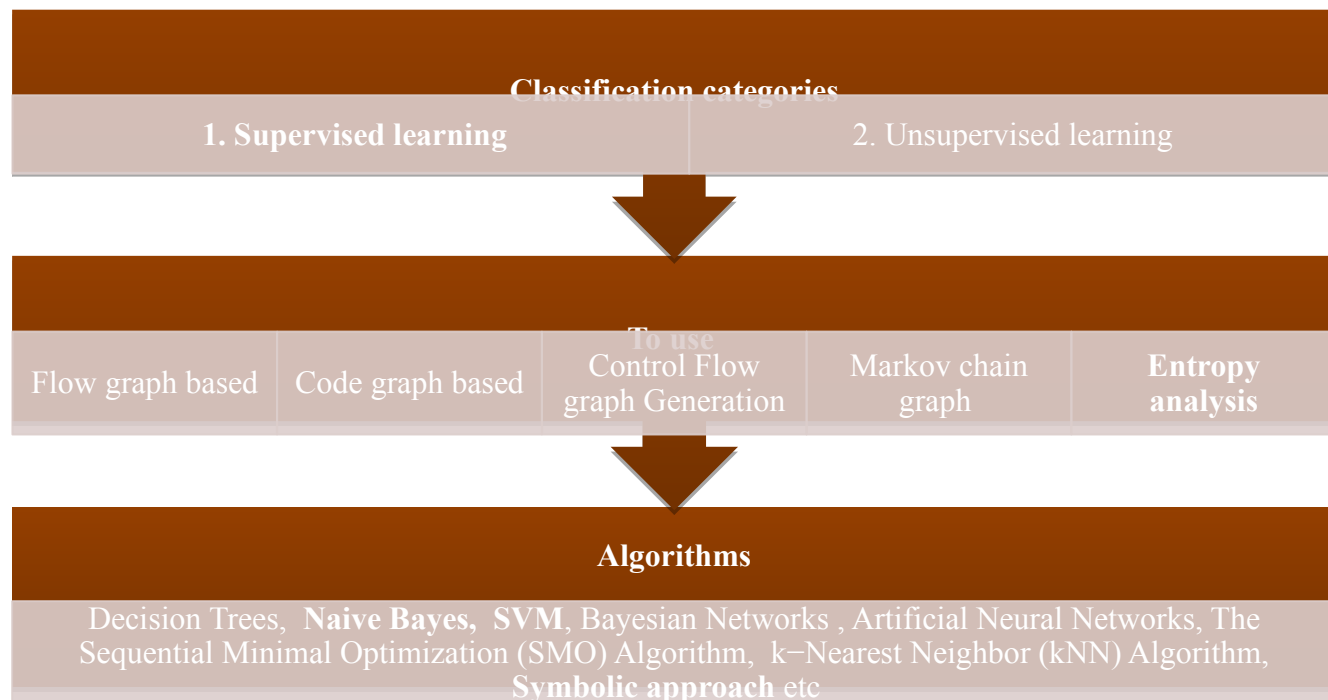 Classification categories
1. Supervised learning
2. Unsupervised learning
To use
Flow graph based
Code graph based
Control Flow
graph Generation
Markov chain
graph
Entropy
analysis
Algorithms
Decision Trees, Naive Bayes, SVM, Bayesian Networks , Artificial Neural Networks, The
Sequential Minimal Optimization (SMO) Algorithm, k−Nearest Neighbor (kNN) Algorithm,
Symbolic approach etc